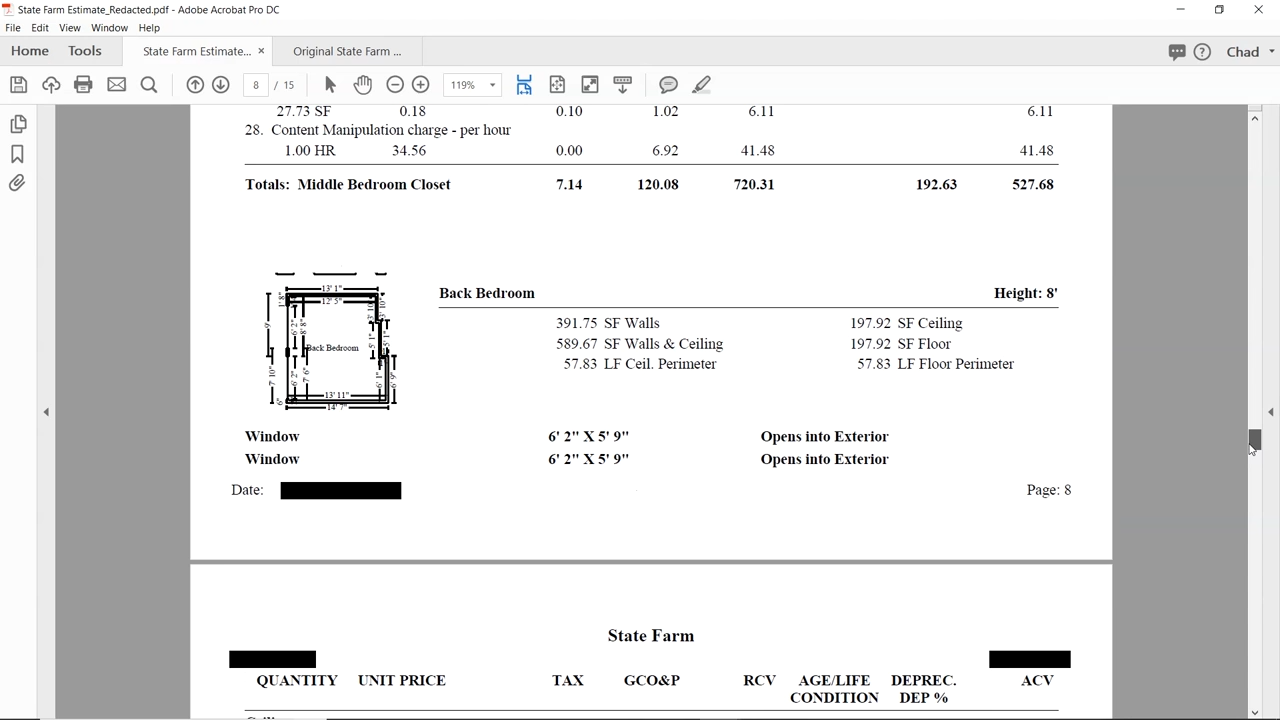 State Farm Estimate_Redacted.pdf - Adobe Acrobat Pro DC
File Edit View Window Help
Home Tools State Farm Estimate... × Original State Farm ... Chad
8 / 15 119%
27.73 SF 0.18 0.10 1.02 6.11 6.11
28. Content Manipulation charge - per hour
1.00 HR 34.56 0.00 6.92 41.48 41.48
Totals: Middle Bedroom Closet 7.14 120.08 720.31 192.63 527.68
Back Bedroom Height: 8'
391.75 SF Walls 197.92 SF Ceiling
589.67 SF Walls & Ceiling 197.92 SF Floor
57.83 LF Ceil. Perimeter 57.83 LF Floor Perimeter
13' 1"
12' 5"
Back Bedroom
13' 11"
14' 7"
Window 6' 2" X 5' 9" Opens into Exterior
Window 6' 2" X 5' 9" Opens into Exterior
Date: Page: 8
State Farm
QUANTITY UNIT PRICE TAX GCO&P RCV AGE/LIFE DEPREC. ACV
CONDITION DEP %